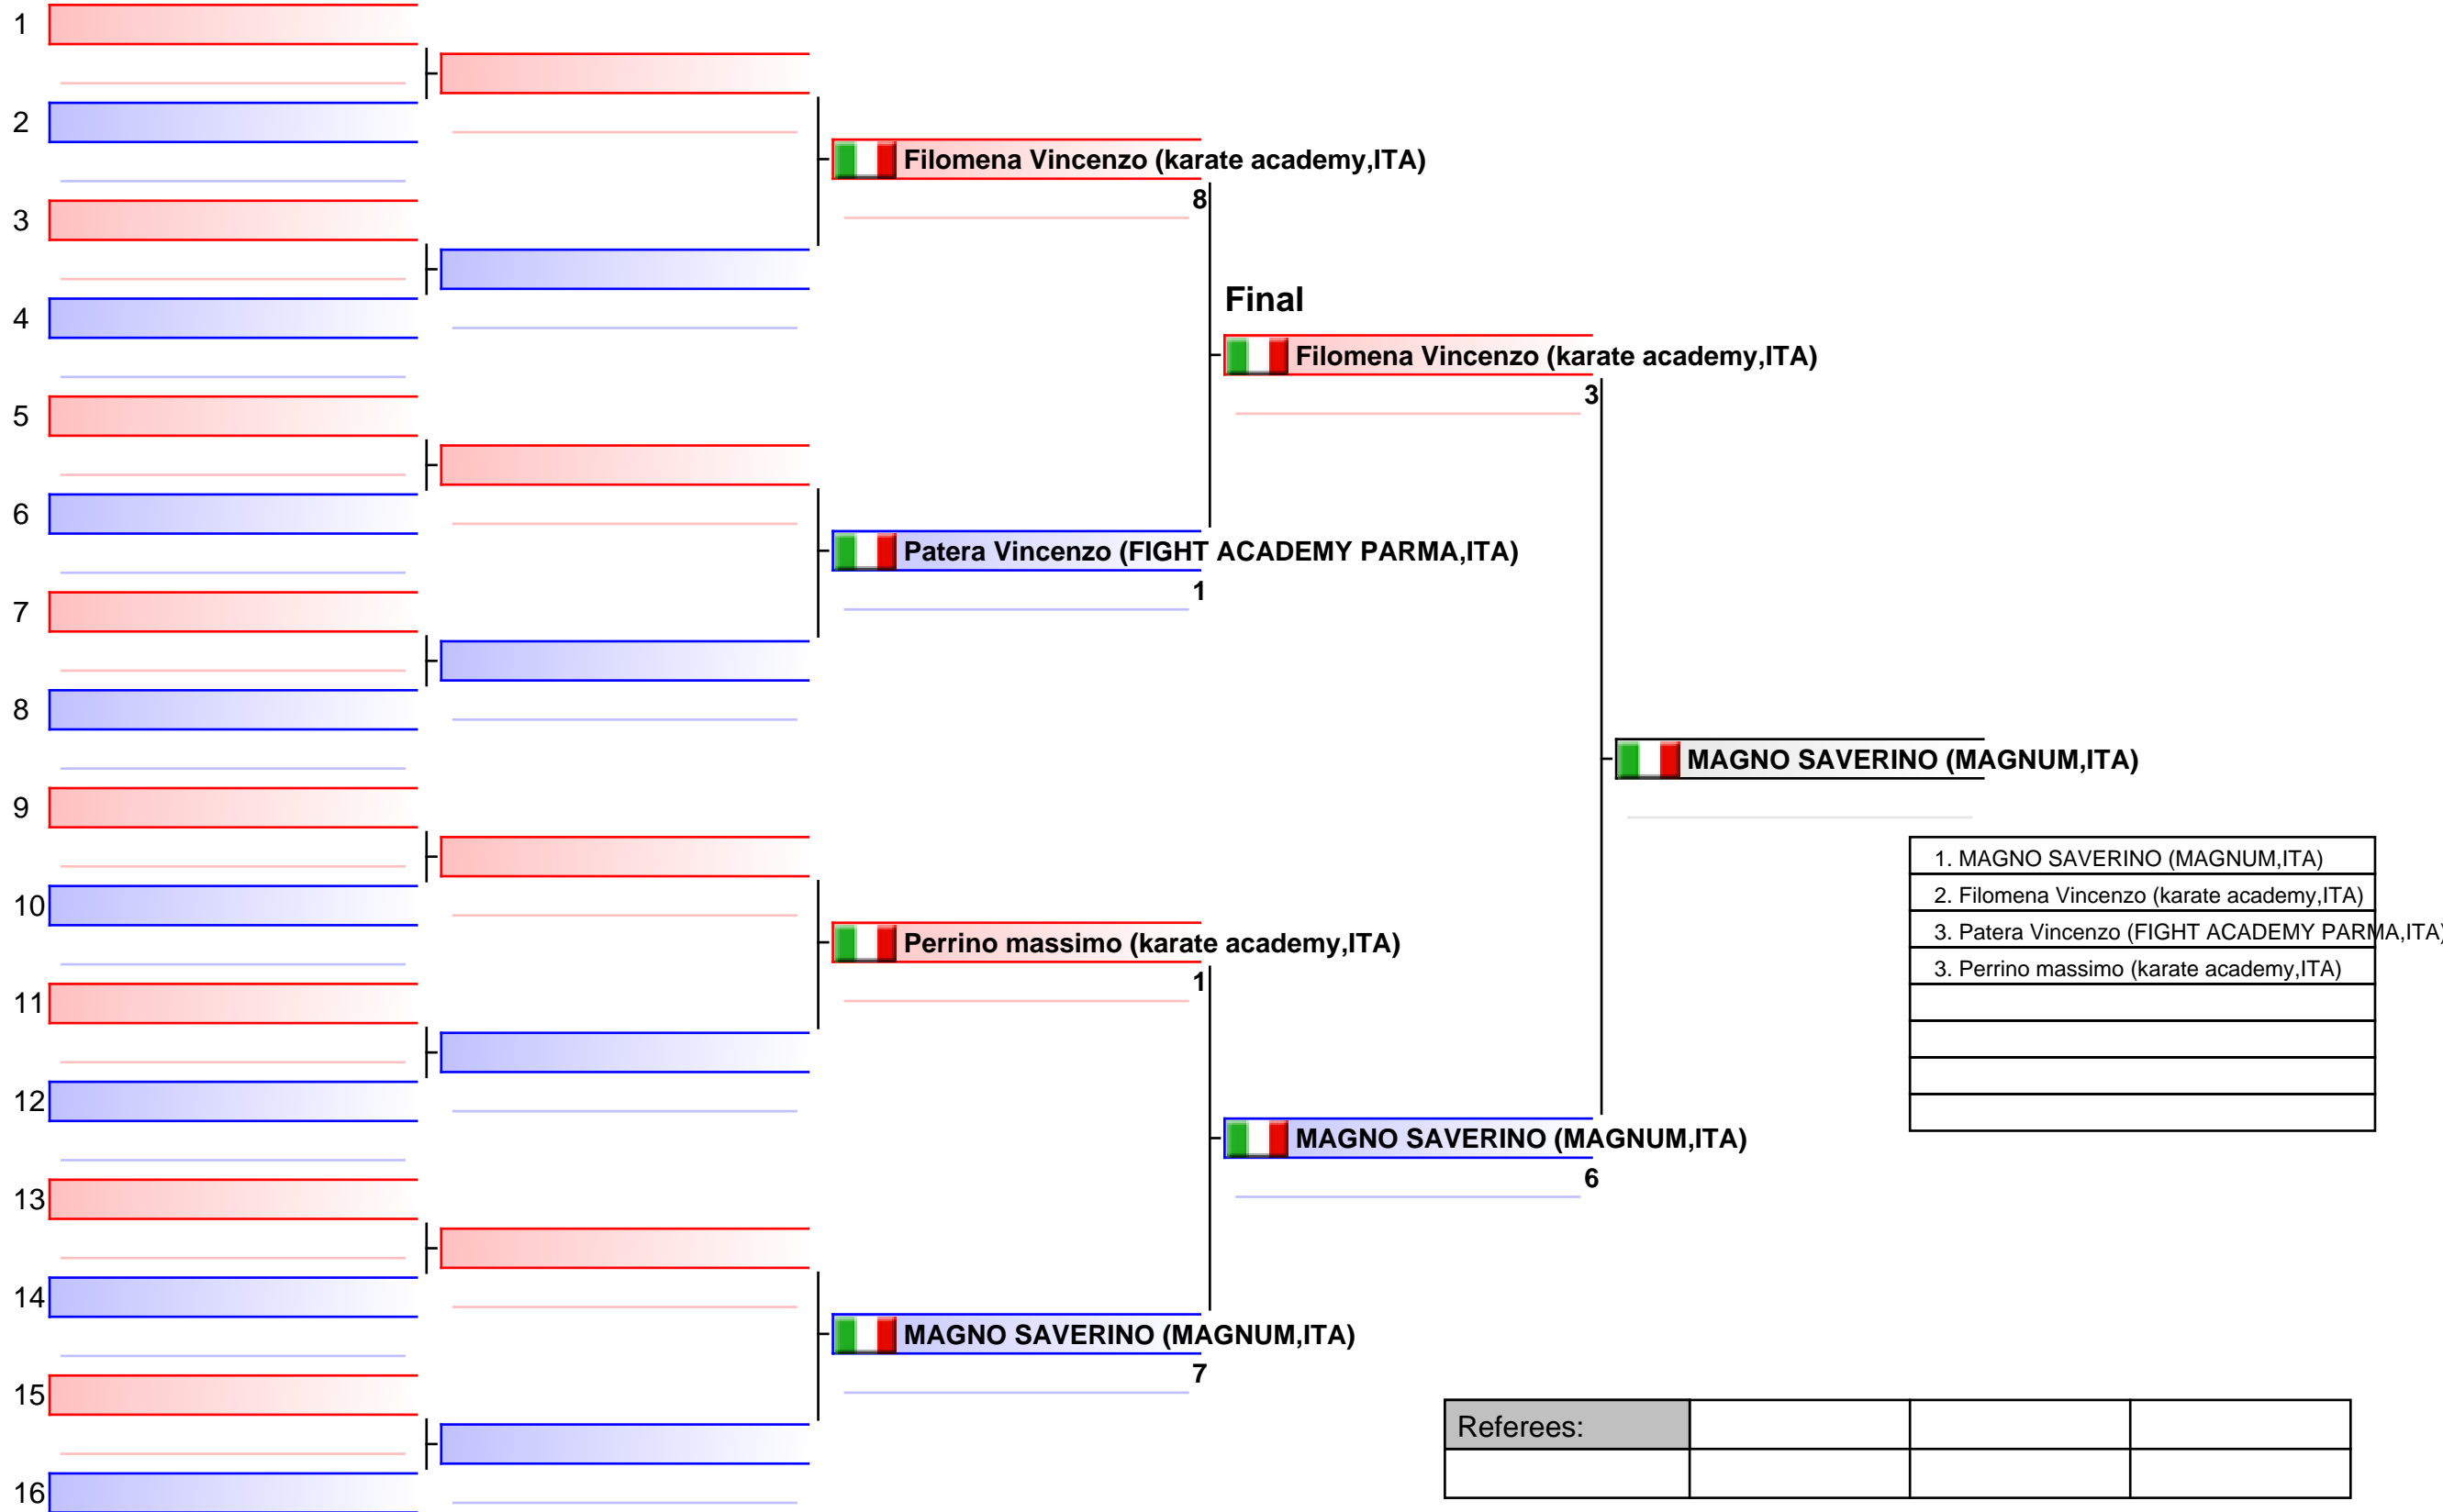 1
2
Filomena Vincenzo (karate academy,ITA)
8
3
Final
4
Filomena Vincenzo (karate academy,ITA)
3
5
6
Patera Vincenzo (FIGHT ACADEMY PARMA,ITA)
1
7
8
MAGNO SAVERINO (MAGNUM,ITA)
9
1. MAGNO SAVERINO (MAGNUM,ITA)
2. Filomena Vincenzo (karate academy,ITA)
3. Patera Vincenzo (FIGHT ACADEMY PARMA,ITA)
3. Perrino massimo (karate academy,ITA)
10
Perrino massimo (karate academy,ITA)
1
11
12
MAGNO SAVERINO (MAGNUM,ITA)
6
13
14
MAGNO SAVERINO (MAGNUM,ITA)
7
15
Referees:
16